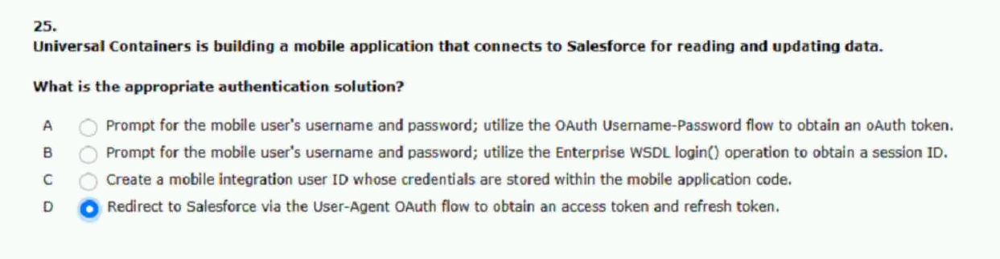 25.
Universal Containers is building a mobile application that connects to Salesforce for reading and updating data.
What is the appropriate authentication solution?
A Prompt for the mobile user's username and password; utilize the OAuth Username-Password flow to obtain an oAuth token.
B Prompt for the mobile user's username and password; utilize the Enterprise WSDL login() operation to obtain a session ID.
C Create a mobile integration user ID whose credentials are stored within the mobile application code.
D Redirect to Salesforce via the User-Agent OAuth flow to obtain an access token and refresh token.